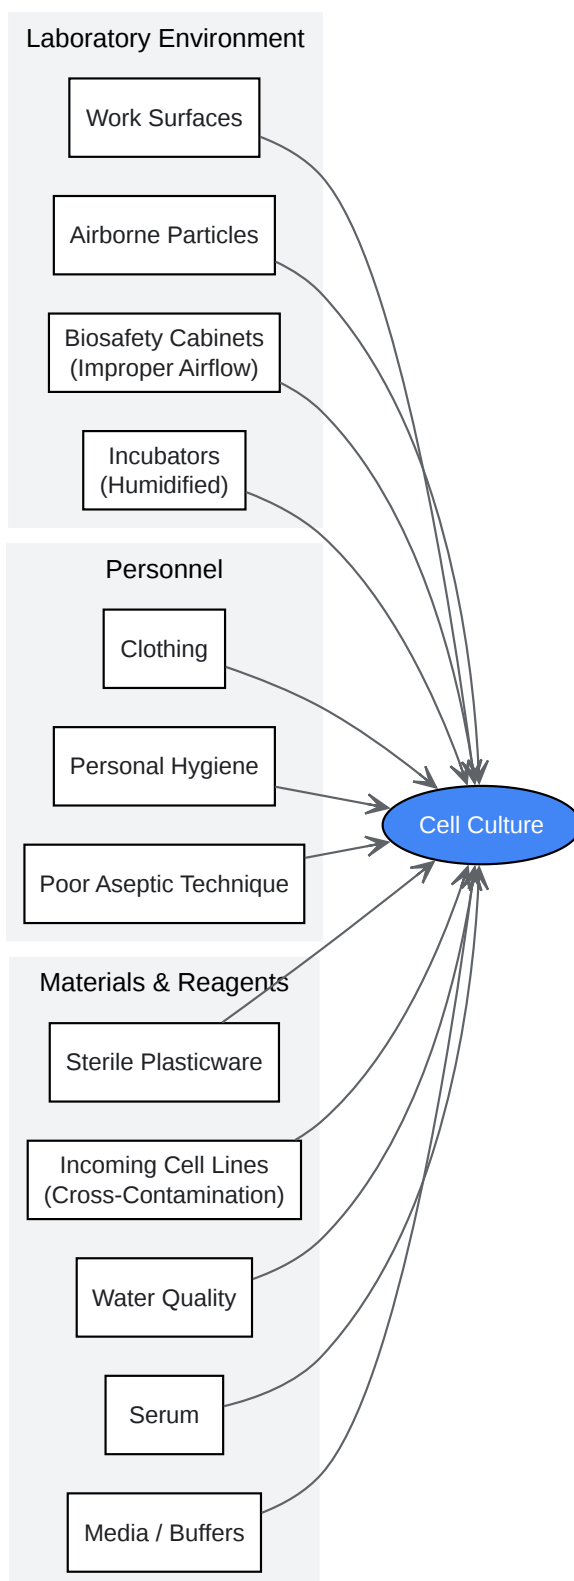 Laboratory Environment
Work Surfaces
Airborne Particles
Biosafety Cabinets
(Improper Airflow)
Incubators
(Humidified)
Personnel
Clothing
Personal Hygiene
Cell Culture
Poor Aseptic Technique
Materials & Reagents
Sterile Plasticware
Incoming Cell Lines
(Cross-Contamination)
Water Quality
Serum
Media / Buffers